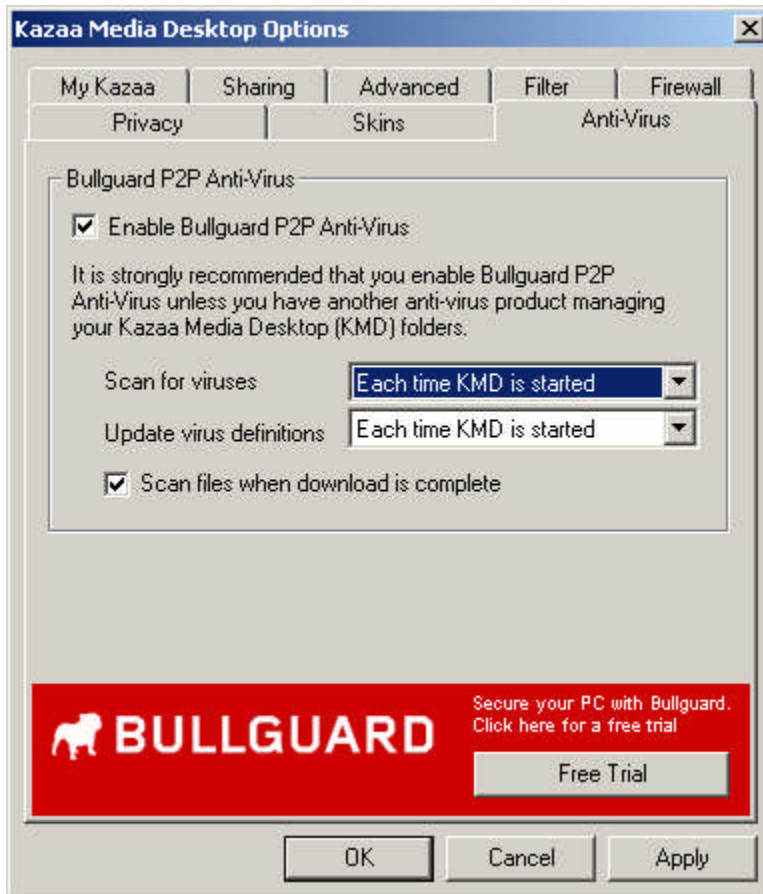 Kazaa Media Desktop Options
My Kazaa Sharing Advanced Filter Firewall
Privacy Skins Anti-Virus
Bullguard P2P Anti-Virus
Enable Bullguard P2P Anti-Virus
It is strongly recommended that you enable Bullguard P2P
Anti-Virus unless you have another anti-virus product managing
your Kazaa Media Desktop (KMD) folders.
Scan for viruses Each time KMD is started
Update virus definitions Each time KMD is started
Scan files when download is complete
BULLGUARD
Secure your PC with Bullguard.
Click here for a free trial
Free Trial
OK Cancel Apply